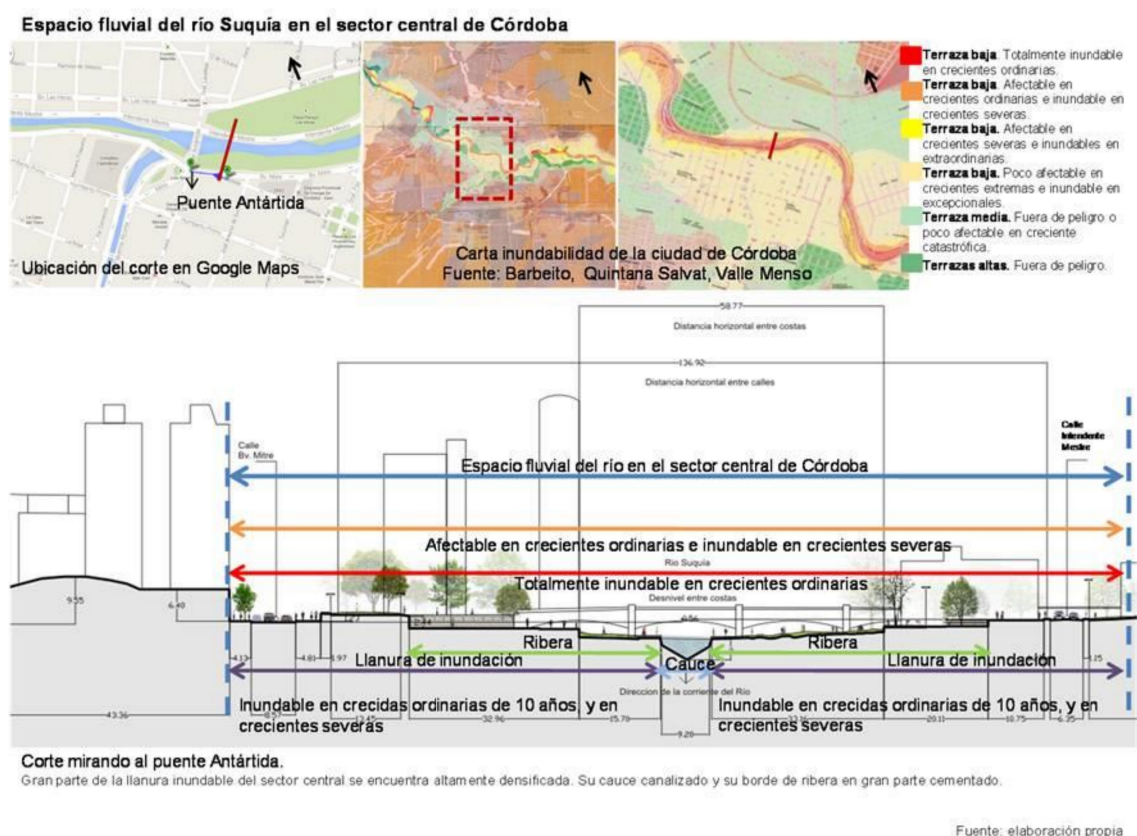 Espacio fluvial del río Suquía en el sector central de Córdoba
Puente Antártida
Ubicación del corte en Google Maps
Carta inundabilidad de la ciudad de Córdoba
Fuente: Barbeito, Quintana Salvat, Valle Menso
Terraza baja: Totalmente inundable
en crecientes ordinarias.
Terraza baja. Afectable en
crecientes ordinarias e inundable en
crecientes severas.
Terraza baja. Afectable en
crecientes severas e inundables en
extraordinarias.
Terraza baja. Poco afectable en
crecientes extremas e inundable en
excepcionales.
Terraza media. Fuera de peligro o
poco afectable en creciente
catastrófica.
Terrazas altas. Fuera de peligro.
58.77
Distancia horizontal entre costas
136.92
Distancia horizontal entre calles
Calle
Bv. Mitre
Calle
Intendente
Mestre
Espacio fluvial del río en el sector central de Córdoba
Afectable en crecientes ordinarias e inundable en crecientes severas
Rio Suquía
Totalmente inundable en crecientes ordinarias
Desnivel entre costas
9.55
6.40
0.56
Ribera
Ribera
4.13
4.81
1.97
Llanura de inundación
Cauce
Llanura de inundación
4.15
Direccion de la corriente del Río
Inundable en crecidas ordinarias de 10 años, y en
crecientes severas
Inundable en crecidas ordinarias de 10 años, y en
crecientes severas
43.36
32.96
15.70
9.20
20.11
10.75
6.35
Corte mirando al puente Antártida.
Gran parte de la llanura inundable del sector central se encuentra altamente densificada. Su cauce canalizado y su borde de ribera en gran parte cementado.
Fuente: elaboración propia